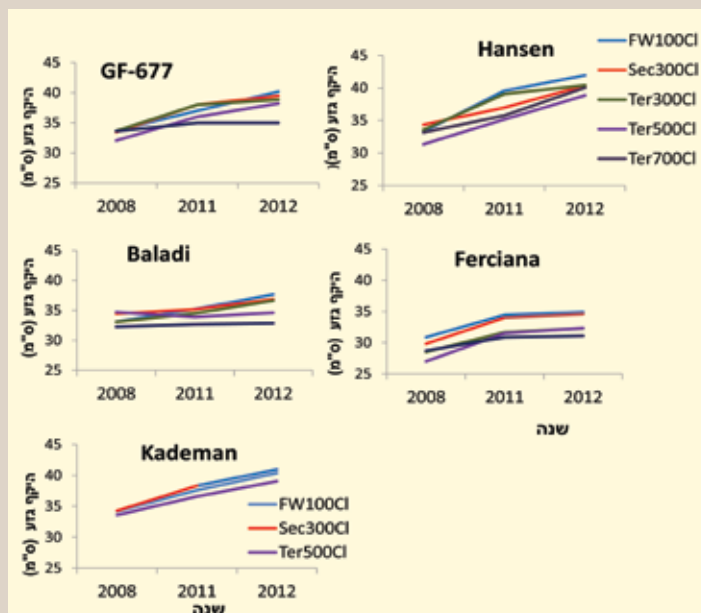 GF-677
היקף גזע (ס"מ)
45
40
35
30
25
2008 2011 2012
Hansen
היקף גזע (ס"מ)(
45
40
35
30
25
2008 2011 2012
FW100Cl
Sec300Cl
Ter300Cl
Ter500Cl
Ter700Cl
Baladi
היקף גזע (ס"מ)
45
40
35
30
25
2008 2011 2012
Ferciana
היקף גזע (ס"מ)
45
40
35
30
25
2008 2011 2012
שנה
Kademan
היקף גזע (ס"מ)
45
40
35
30
25
2008 2011 2012
שנה
FW100Cl
Sec300Cl
Ter500Cl